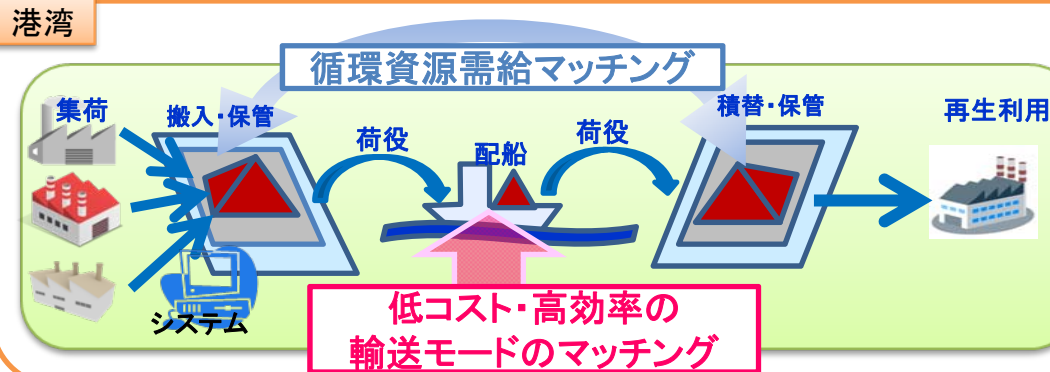 港湾
循環資源需給マッチング
集荷
搬入・保管
荷役
配船
荷役
積替・保管
再生利用
システム
低コスト・高効率の
輸送モードのマッチング